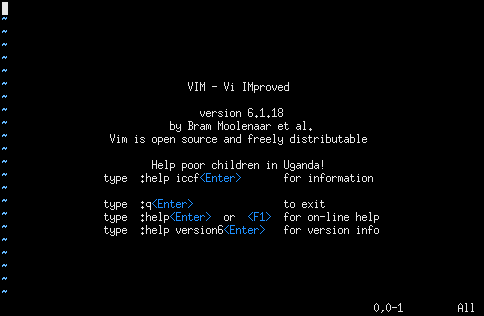 ~
~
~
~
~
VIM - Vi IMproved
~
version 6.1.18
by Bram Moolenaar et al.
Vim is open source and freely distributable
~
Help poor children in Uganda!
type :help iccf<Enter> for information
~
type :q<Enter> to exit
type :help<Enter> or <F1> for on-line help
type :help version6<Enter> for version info
~
~
~
~
0,0-1 All